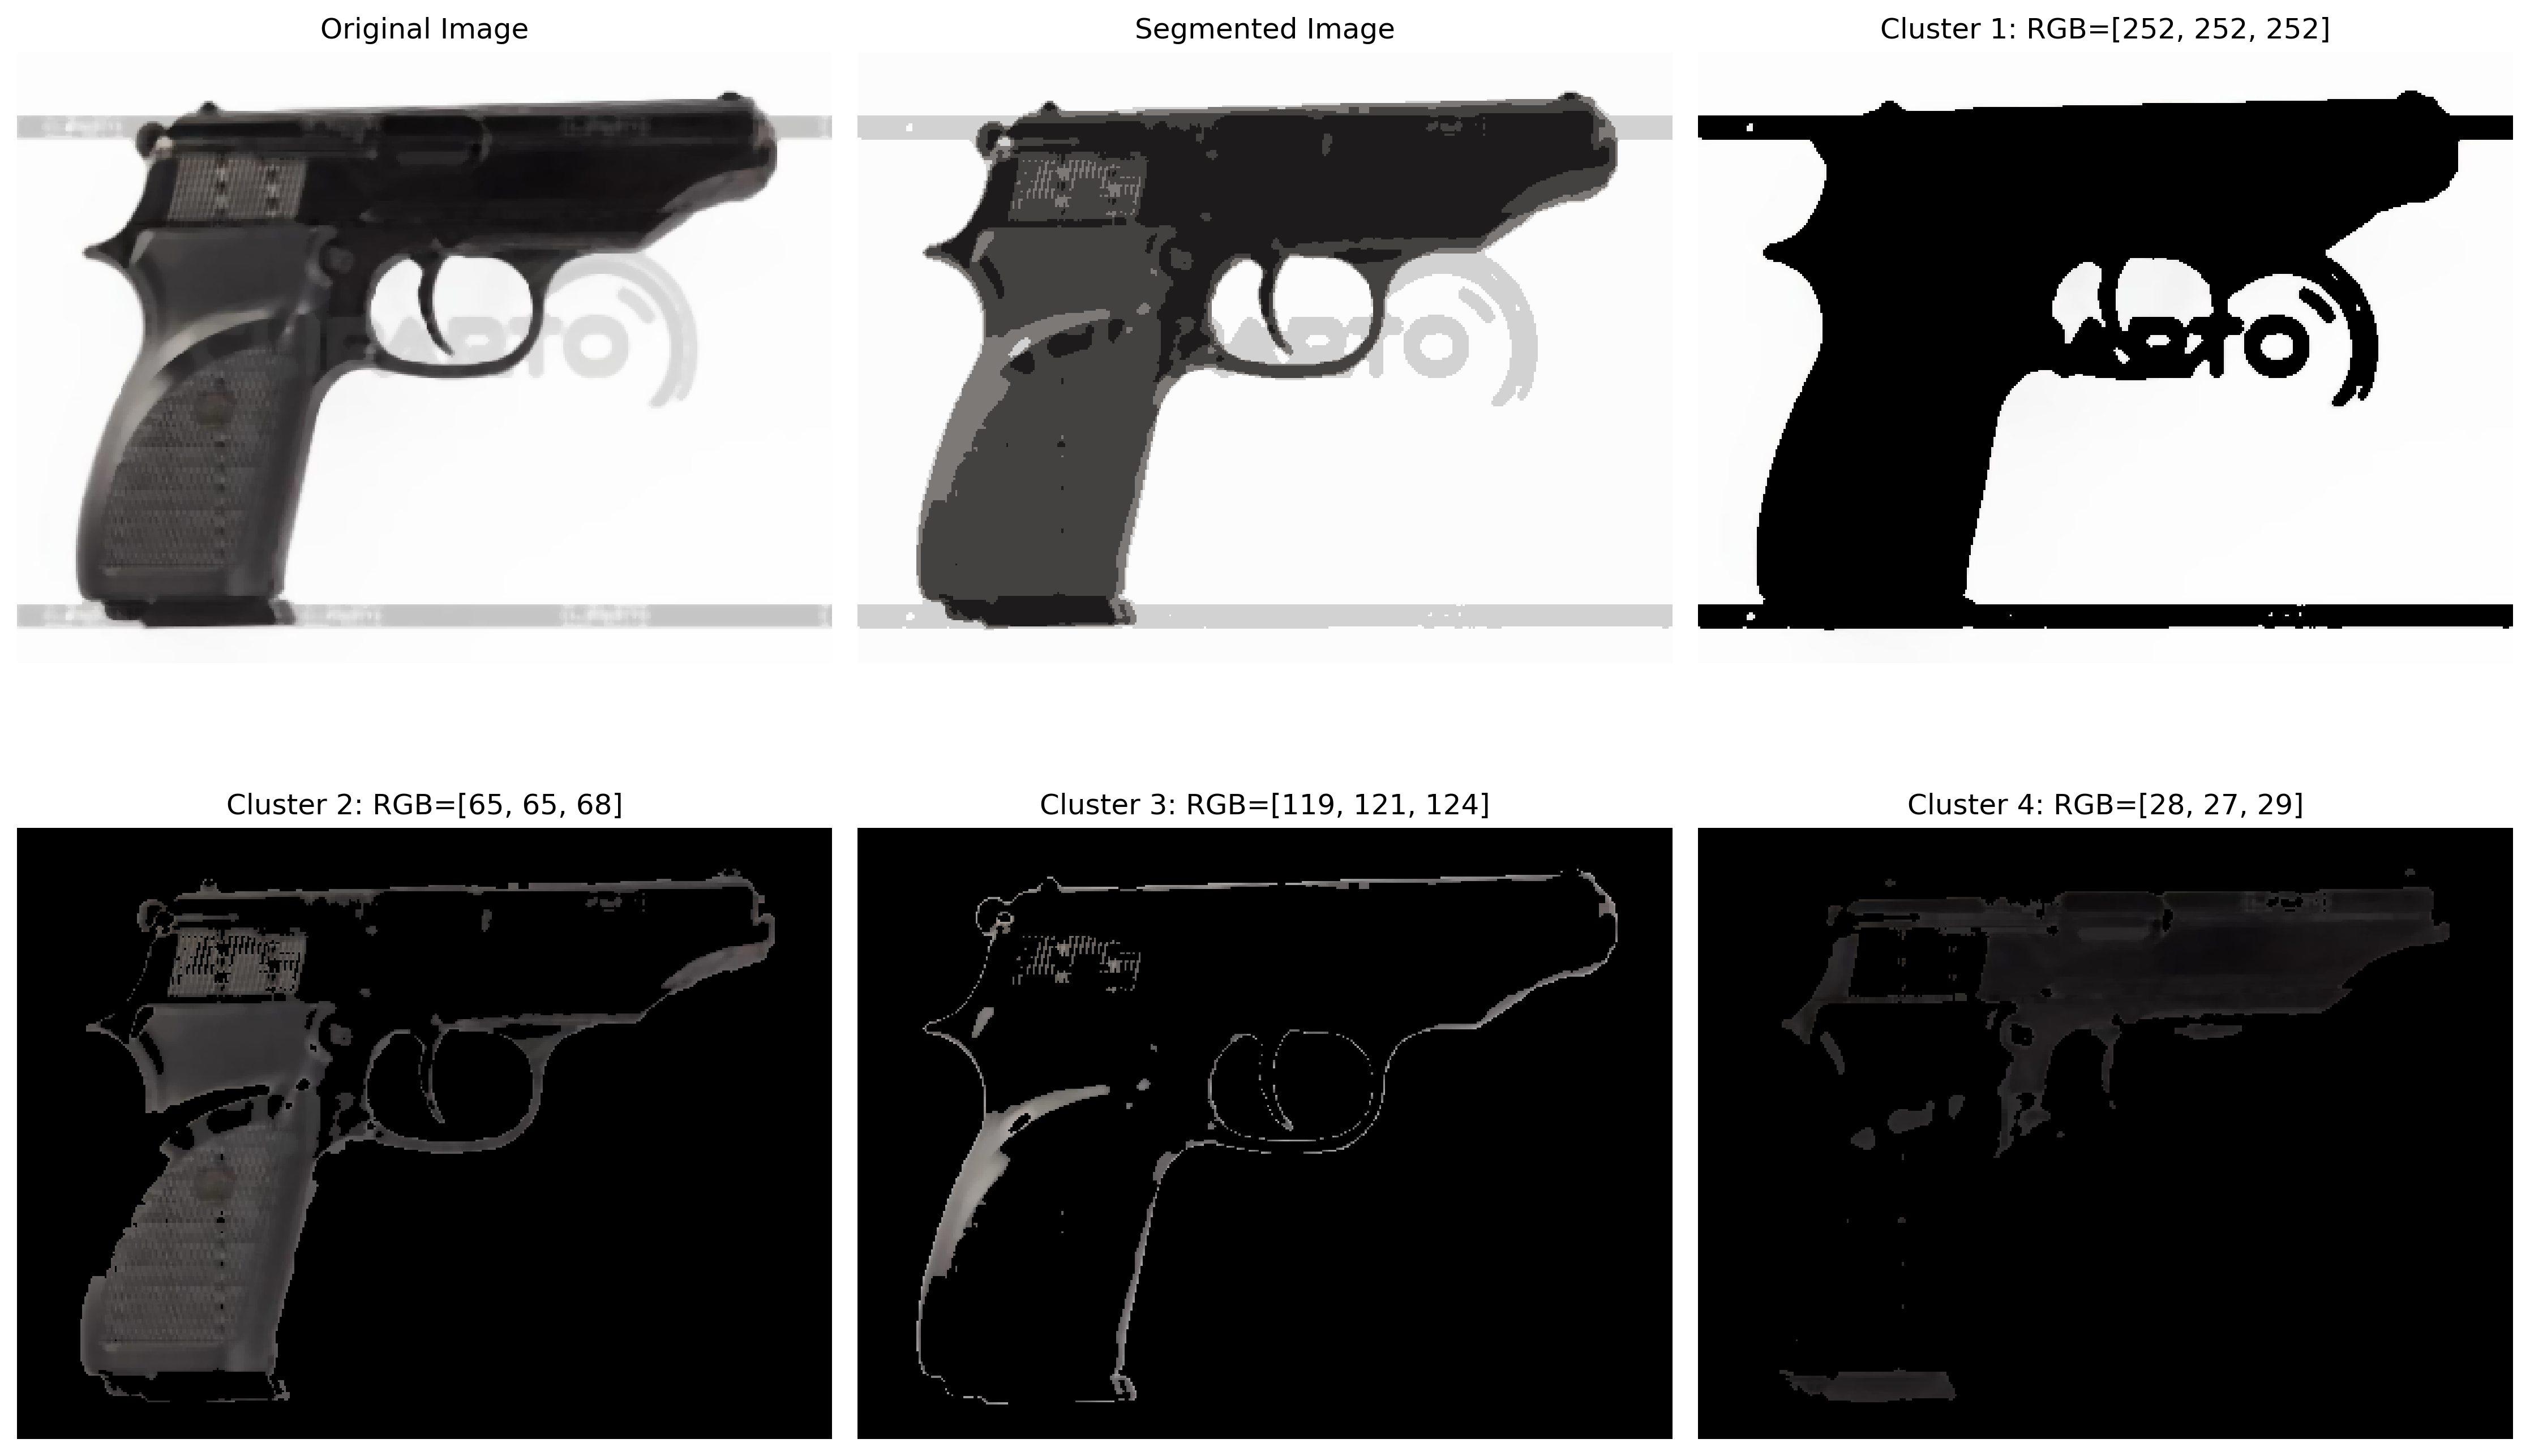 Original Image
Segmented Image
Cluster 1: RGB=[252, 252, 252]
Cluster 2: RGB=[65, 65, 68]
Cluster 3: RGB=[119, 121, 124]
Cluster 4: RGB=[28, 27, 29]